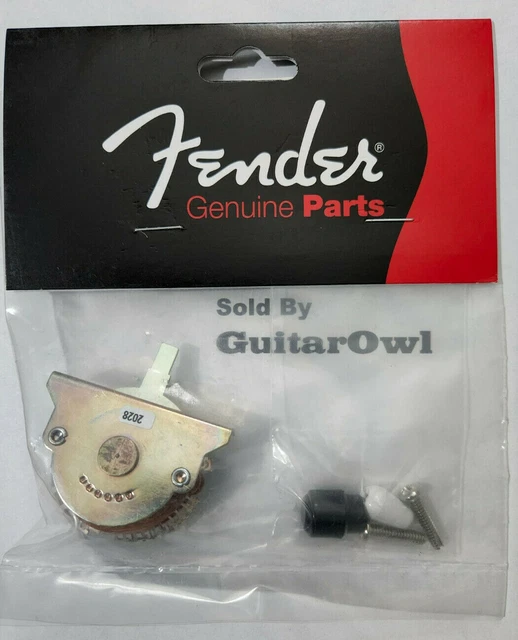 Fender®
Genuine Parts
Sold By
GuitarOwl
2028